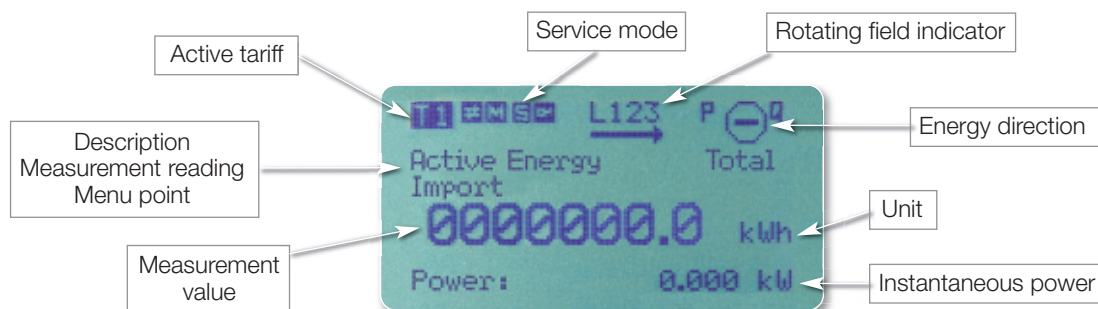 Service mode
Rotating field indicator
Active tariff
T1 M S L123 P Q
Energy direction
Description
Measurement reading
Menu point
Active Energy Total
Import
0000000.0 kWh
Unit
Measurement
value
Power: 0.000 kW
Instantaneous power